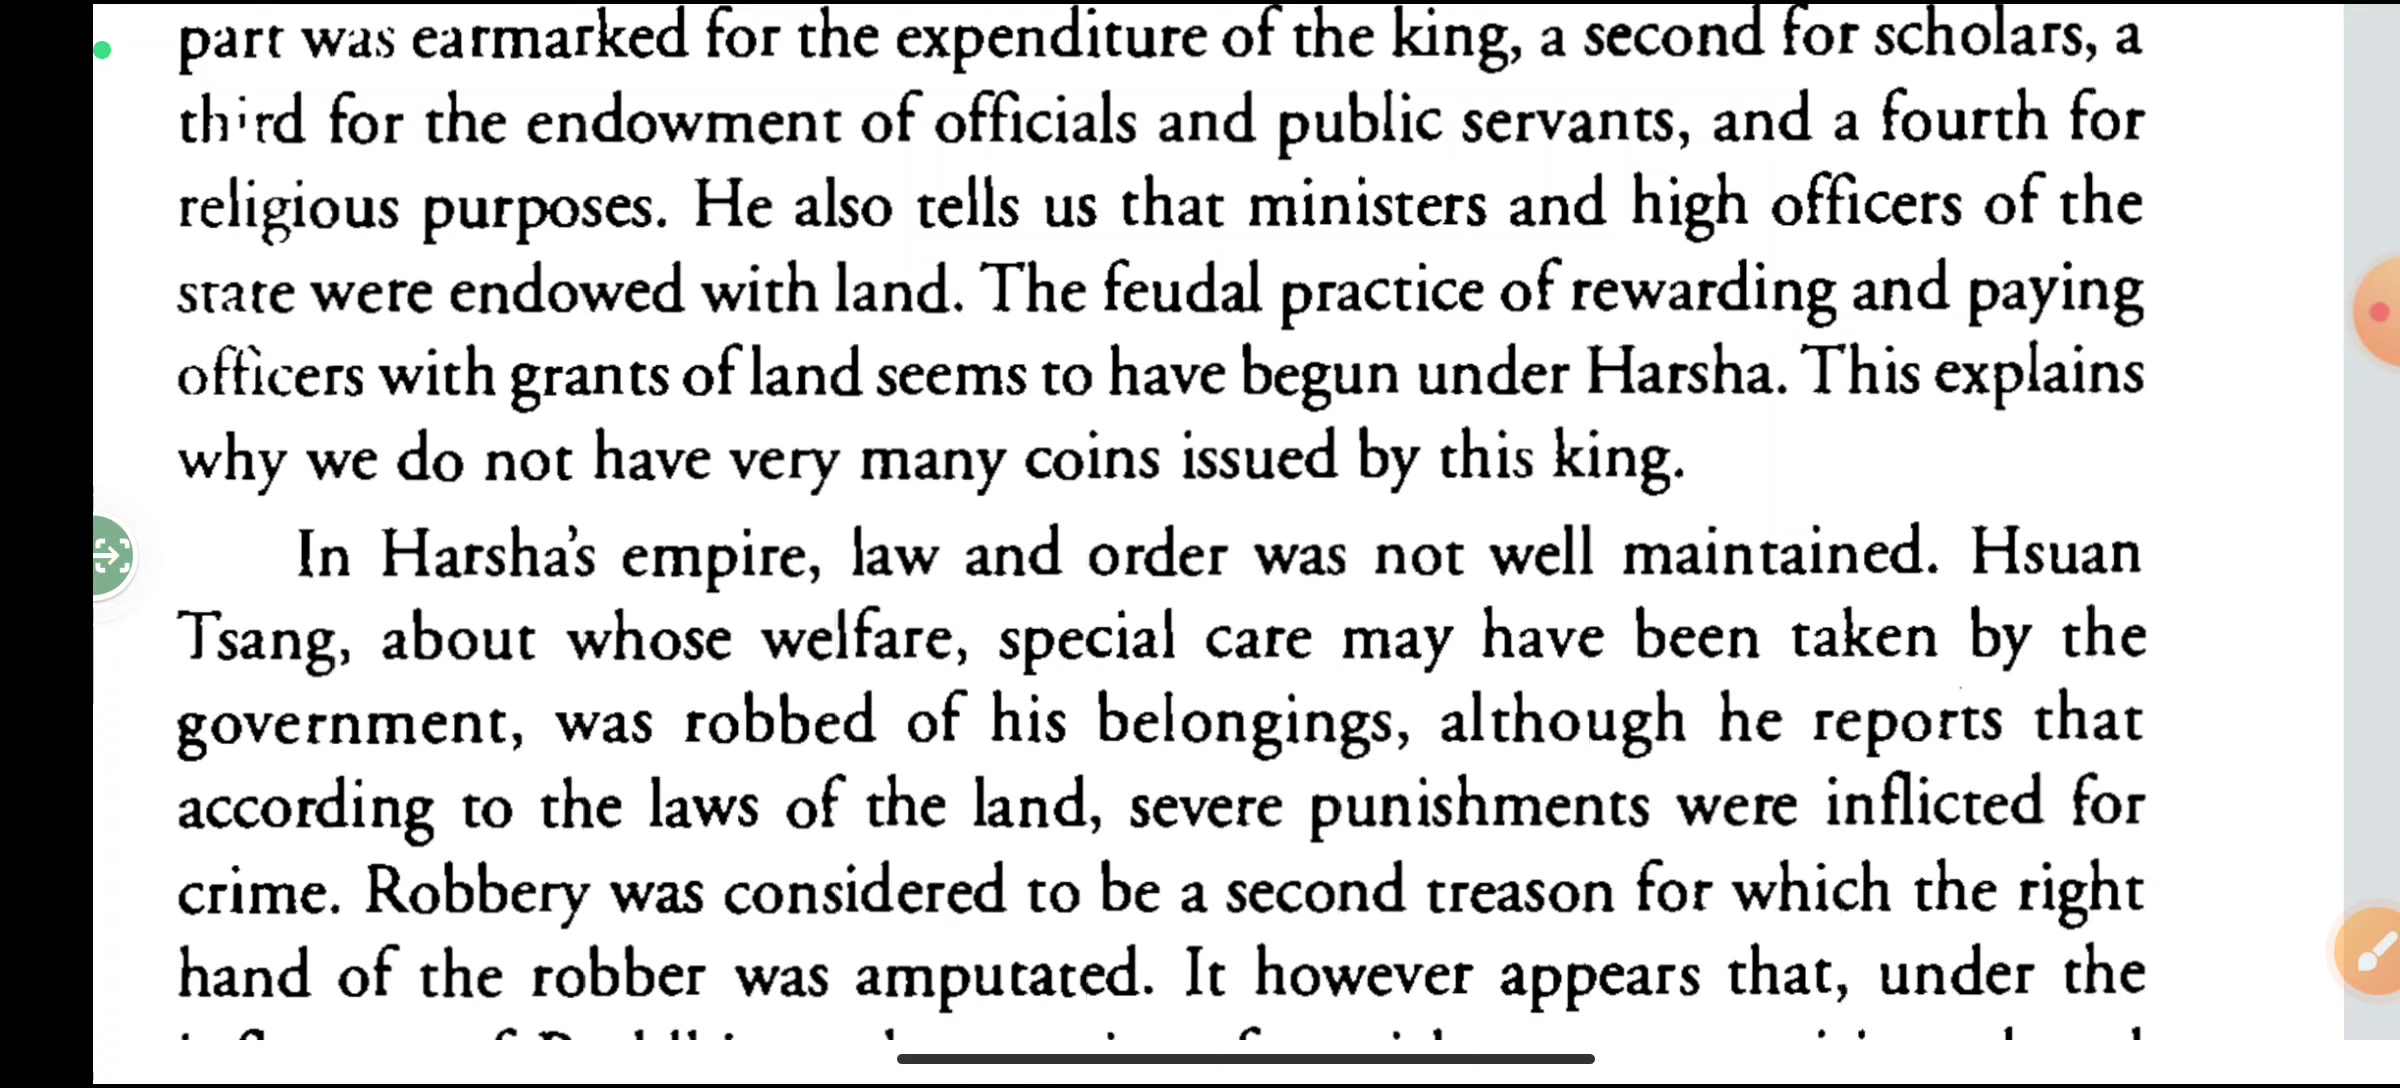 part was earmarked for the expenditure of the king, a second for scholars, a
third for the endowment of officials and public servants, and a fourth for
religious purposes. He also tells us that ministers and high officers of the
state were endowed with land. The feudal practice of rewarding and paying
officers with grants of land seems to have begun under Harsha. This explains
why we do not have very many coins issued by this king.
In Harsha's empire, law and order was not well maintained. Hsuan
Tsang, about whose welfare, special care may have been taken by the
government, was robbed of his belongings, although he reports that
according to the laws of the land, severe punishments were inflicted for
crime. Robbery was considered to be a second treason for which the right
hand of the robber was amputated. It however appears that, under the